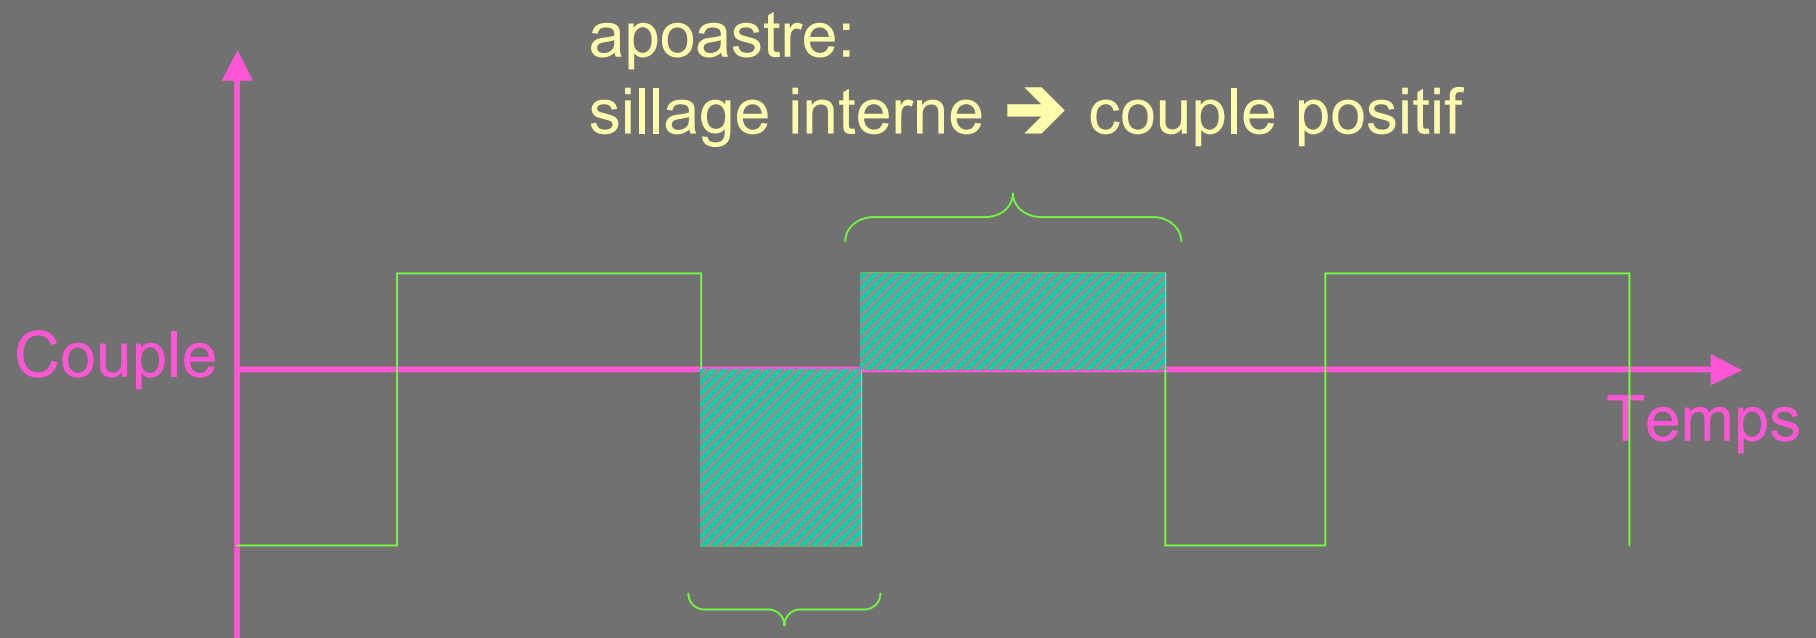 apoastre:
sillage interne ➔ couple positif
Couple
Temps